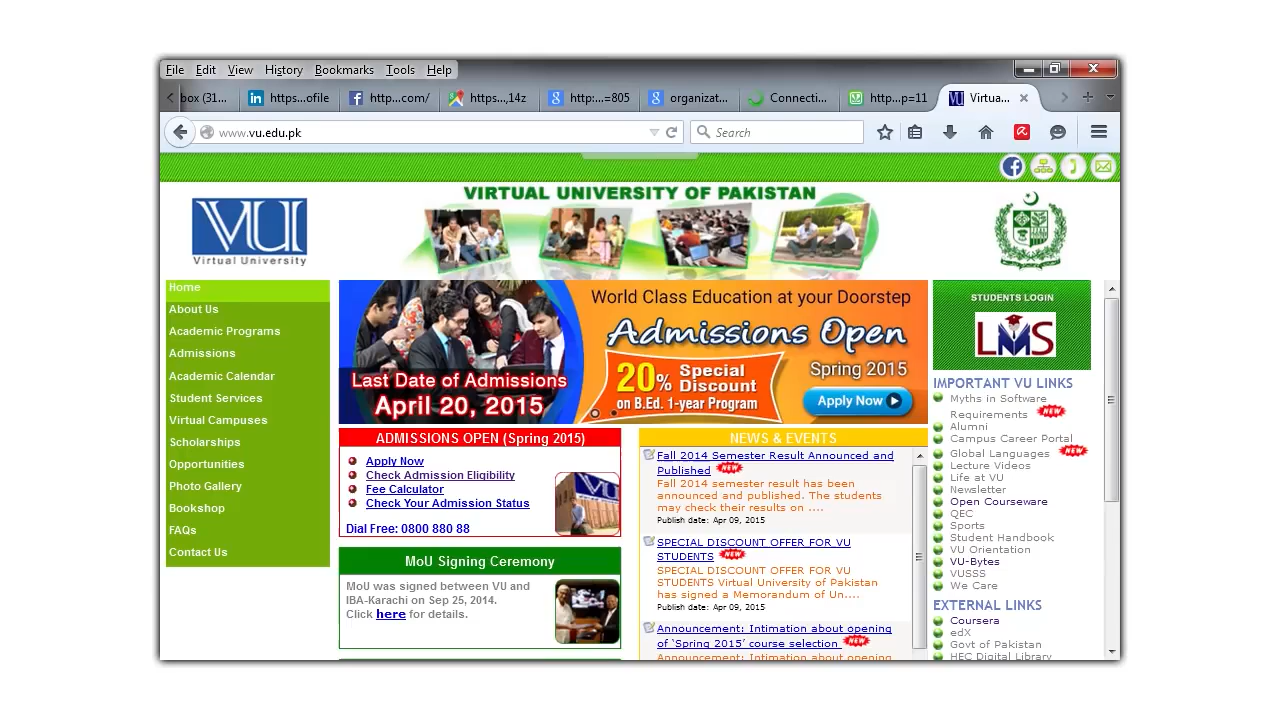 File Edit View History Bookmarks Tools Help
box (31... https...ofile http...com/ https...,14z http:...=805 organizat... Connecti... http...p=11 Virtua...
www.vu.edu.pk Search
VIRTUAL UNIVERSITY OF PAKISTAN
VU
Virtual University
Home
About Us
Academic Programs
Admissions
Academic Calendar
Student Services
Virtual Campuses
Scholarships
Opportunities
Photo Gallery
Bookshop
FAQs
Contact Us
World Class Education at your Doorstep
Admissions Open
Spring 2015
Last Date of Admissions
April 20, 2015
20% Special Discount
on B.Ed. 1-year Program
Apply Now
ADMISSIONS OPEN (Spring 2015)
Apply Now
Check Admission Eligibility
Fee Calculator
Check Your Admission Status
Dial Free: 0800 880 88
VU
MoU Signing Ceremony
MoU was signed between VU and
IBA-Karachi on Sep 25, 2014.
Click here for details.
NEWS & EVENTS
Fall 2014 Semester Result Announced and
Published NEW
Fall 2014 semester result has been
announced and published. The students
may check their results on ....
Publish date: Apr 09, 2015
SPECIAL DISCOUNT OFFER FOR VU
STUDENTS NEW
SPECIAL DISCOUNT OFFER FOR VU
STUDENTS Virtual University of Pakistan
has signed a Memorandum of Un....
Publish date: Apr 09, 2015
Announcement: Intimation about opening
of ‘Spring 2015’ course selection NEW
Announcement: Intimation about opening
STUDENTS LOGIN
LMS
IMPORTANT VU LINKS
Myths in Software
Requirements NEW
Alumni
Campus Career Portal
Global Languages NEW
Lecture Videos
Life at VU
Newsletter
Open Courseware
QEC
Sports
Student Handbook
VU Orientation
VU-Bytes
VUSSS
We Care
EXTERNAL LINKS
Coursera
edX
Govt of Pakistan
HEC Digital Library